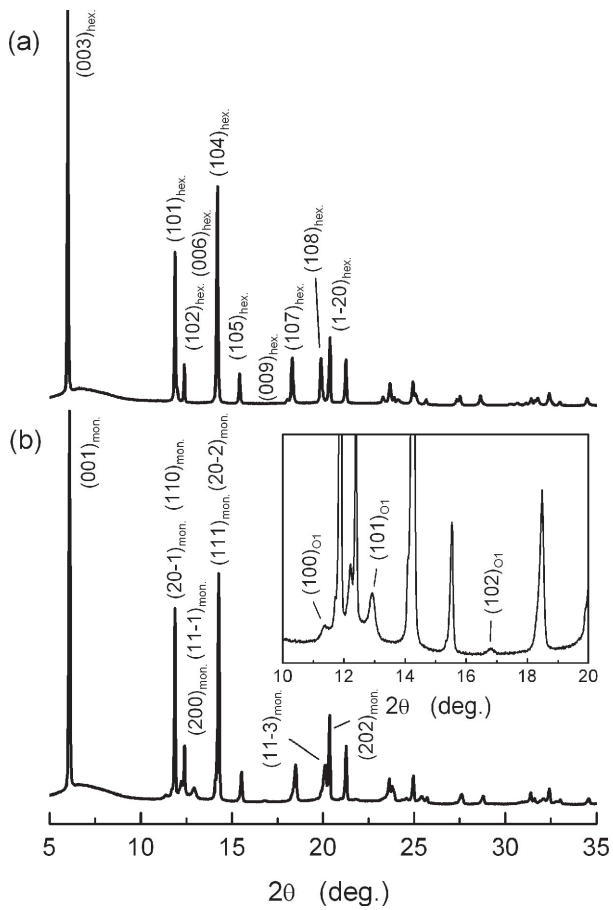 (a)
(003)hex.
(101)hex.
(102)hex. (006)hex.
(104)hex.
(105)hex.
(009)hex.
(107)hex.
(108)hex.
(1-20)hex.
(b)
(001)mon.
(20-1)mon. (110)mon.
(200)mon. (11-1)mon.
(111)mon. (20-2)mon.
(11-3)mon.
(202)mon.
(100)O1
(101)O1
(102)O1
10 12 14 16 18 20
2θ (deg.)
5 10 15 20 25 30 35
2θ (deg.)